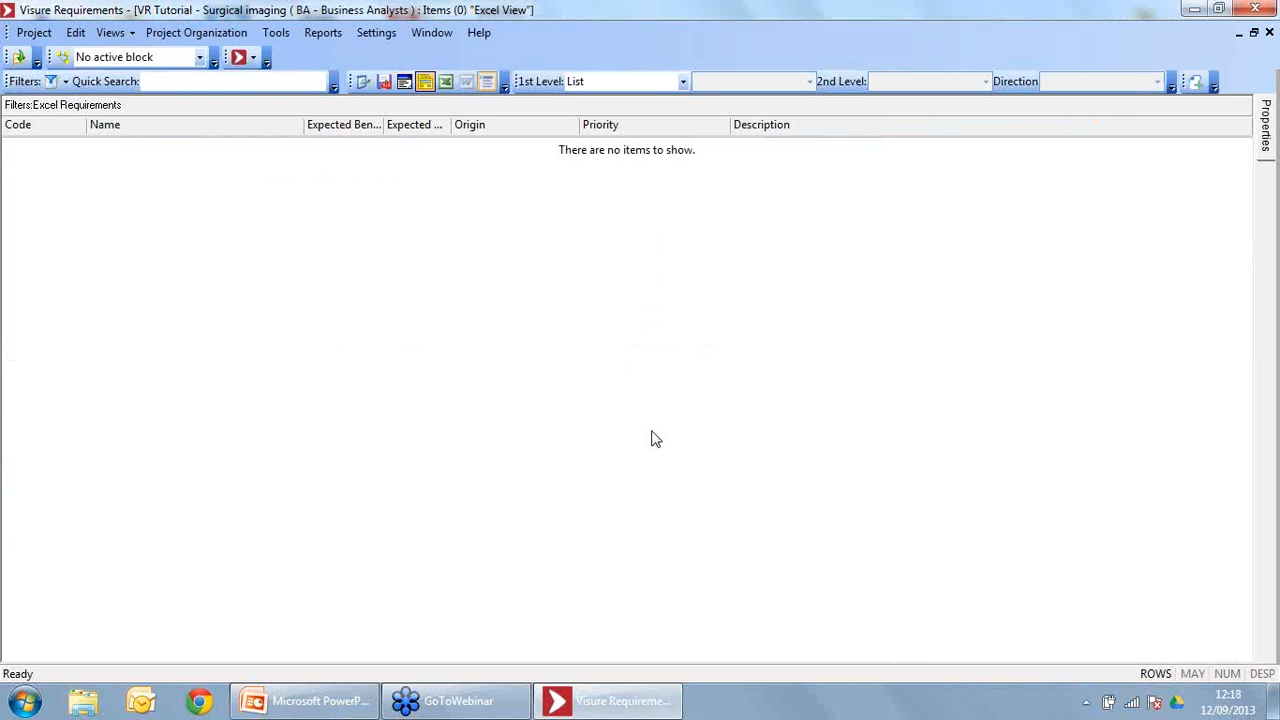 Visure Requirements - [VR Tutorial - Surgical imaging ( BA - Business Analysts ) : Items (0) "Excel View"]
Project Edit Views Project Organization Tools Reports Settings Window Help
No active block
Filters: Quick Search: 1st Level: List 2nd Level: Direction
Filters:Excel Requirements
Code Name Expected Ben... Expected ... Origin Priority Description
There are no items to show.
Properties
Ready ROWS MAY NUM DESP
Microsoft PowerP... GoToWebinar Visure Requireme...
12:18
12/09/2013